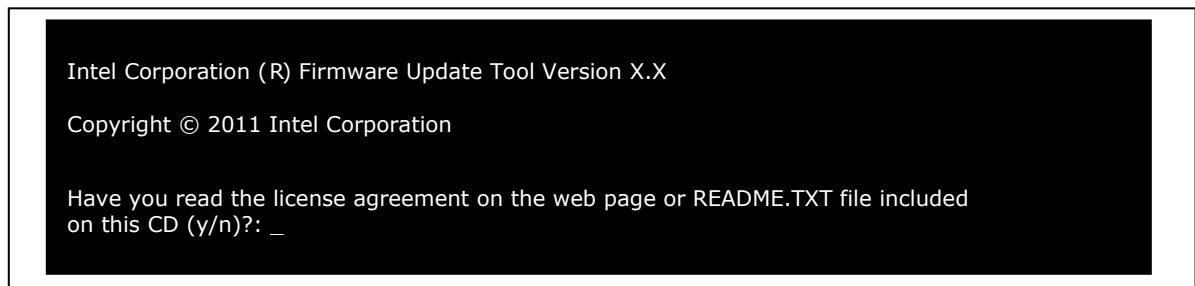 Intel Corporation (R) Firmware Update Tool Version X.X
Copyright © 2011 Intel Corporation
Have you read the license agreement on the web page or README.TXT file included
on this CD (y/n)?: _